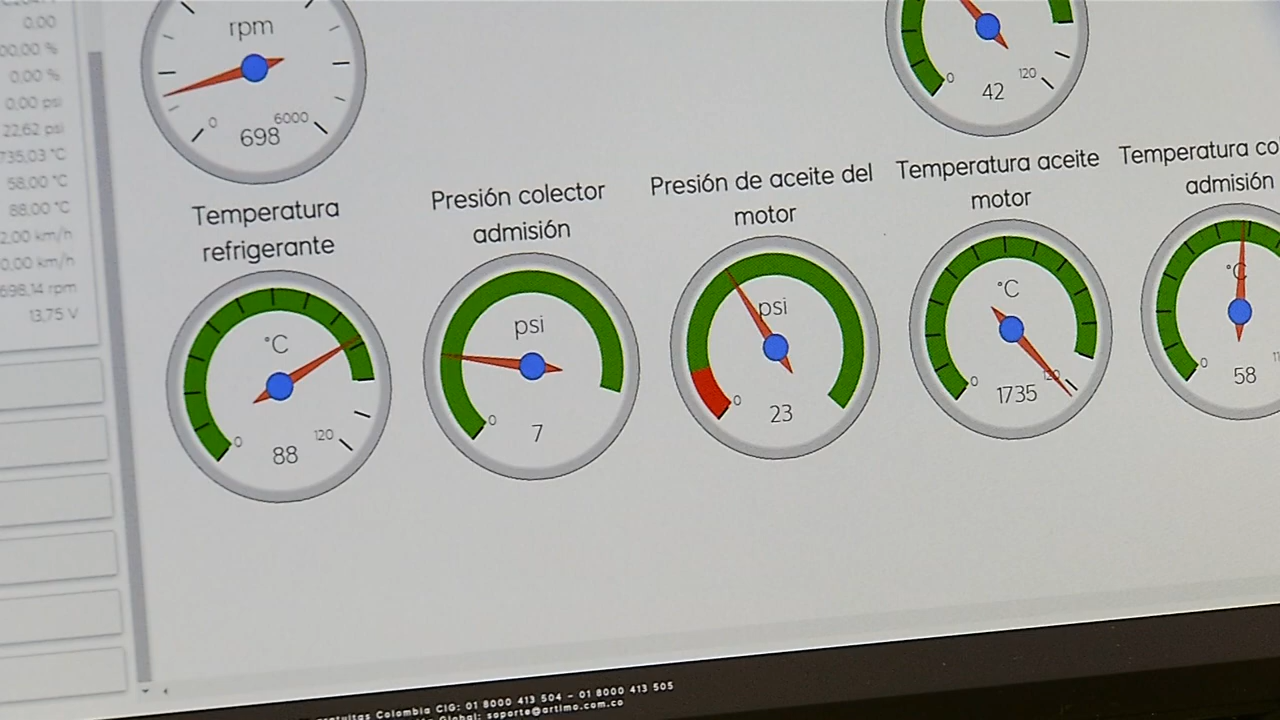 0,00
00,00 %
0,00 %
0,00 psi
22,62 psi
735,03 °C
58,00 °C
88,00 °C
2,00 km/h
0,00 km/h
698,14 rpm
13,75 V
rpm
0
6000
698
0
120
42
Temperatura
refrigerante
°C
0
120
88
Presión colector
admisión
psi
0
7
Presión de aceite del
motor
psi
0
23
Temperatura aceite
motor
°C
0
120
1735
Temperatura co
admisión
°C
0
58
Colombia CIG: 01 8000 413 504 - 01 8000 413 505
Global: soporte@artimo.com.co